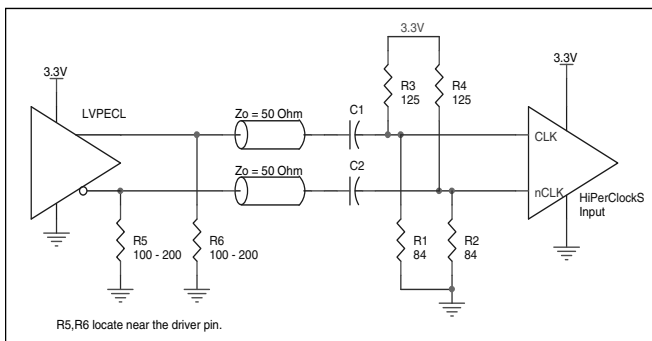 3.3V
3.3V
3.3V
LVPECL
R3
125
R4
125
Zo = 50 Ohm
C1
CLK
Zo = 50 Ohm
C2
nCLK
HiPerClockS
Input
R5
100 - 200
R6
100 - 200
R1
84
R2
84
R5,R6 locate near the driver pin.